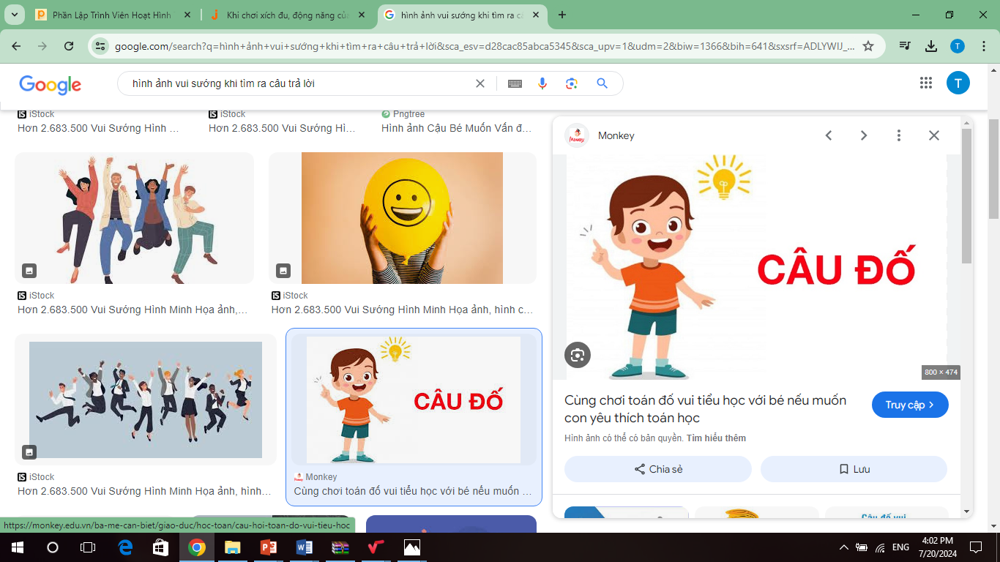 Phần Lập Trình Viên Hoạt Hình
Khi chơi xích đu, động năng củ
hình ảnh vui sướng khi tìm ra câ
google.com/search?q=hình+ảnh+vui+sướng+khi+tìm+ra+câu+trả+lời&sca_esv=d28cac85abca5345&sca_upv=1&udm=2&biw=1366&bih=641&sxsrf=ADLYWIJ_...
T
Google
hình ảnh vui sướng khi tìm ra câu trả lời
T
iStock
Hơn 2.683.500 Vui Sướng Hình ...
iStock
Hơn 2.683.500 Vui Sướng Hì...
Pngtree
Hình ảnh Cậu Bé Muốn Vấn đ...
iStock
Hơn 2.683.500 Vui Sướng Hình Minh Họa ảnh,...
iStock
Hơn 2.683.500 Vui Sướng Hình Minh Họa ảnh, hình c...
iStock
Hơn 2.683.500 Vui Sướng Hình Minh Họa ảnh, hình...
CÂU ĐỐ
Monkey
Cùng chơi toán đố vui tiểu học với bé nếu muốn ...
Monkey
Monkey
CÂU ĐỐ
800 × 474
Cùng chơi toán đố vui tiểu học với bé nếu muốn
con yêu thích toán học
Truy cập
Hình ảnh có thể có bản quyền. Tìm hiểu thêm
Chia sẻ
Lưu
Câu đố vui
https://monkey.edu.vn/ba-me-can-biet/giao-duc/hoc-toan/cau-hoi-toan-do-vui-tieu-hoc
ENG
4:02 PM
7/20/2024